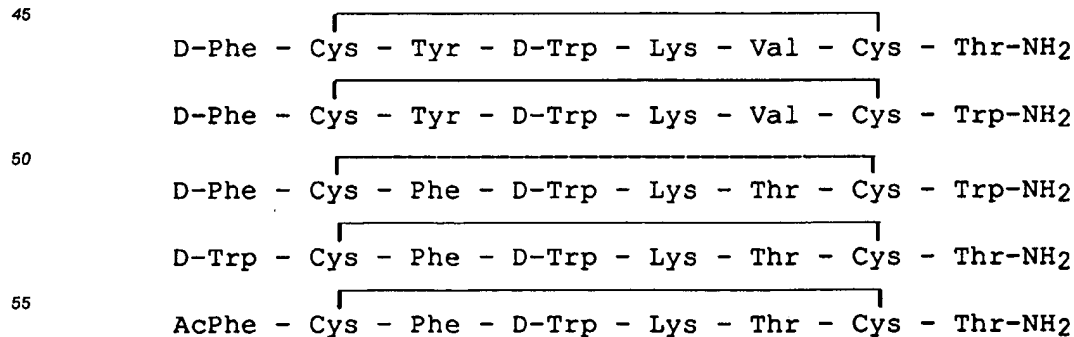 45
D-Phe - Cys - Tyr - D-Trp - Lys - Val - Cys - Thr-NH2
D-Phe - Cys - Tyr - D-Trp - Lys - Val - Cys - Trp-NH2
50
D-Phe - Cys - Phe - D-Trp - Lys - Thr - Cys - Trp-NH2
D-Trp - Cys - Phe - D-Trp - Lys - Thr - Cys - Thr-NH2
55
AcPhe - Cys - Phe - D-Trp - Lys - Thr - Cys - Thr-NH2